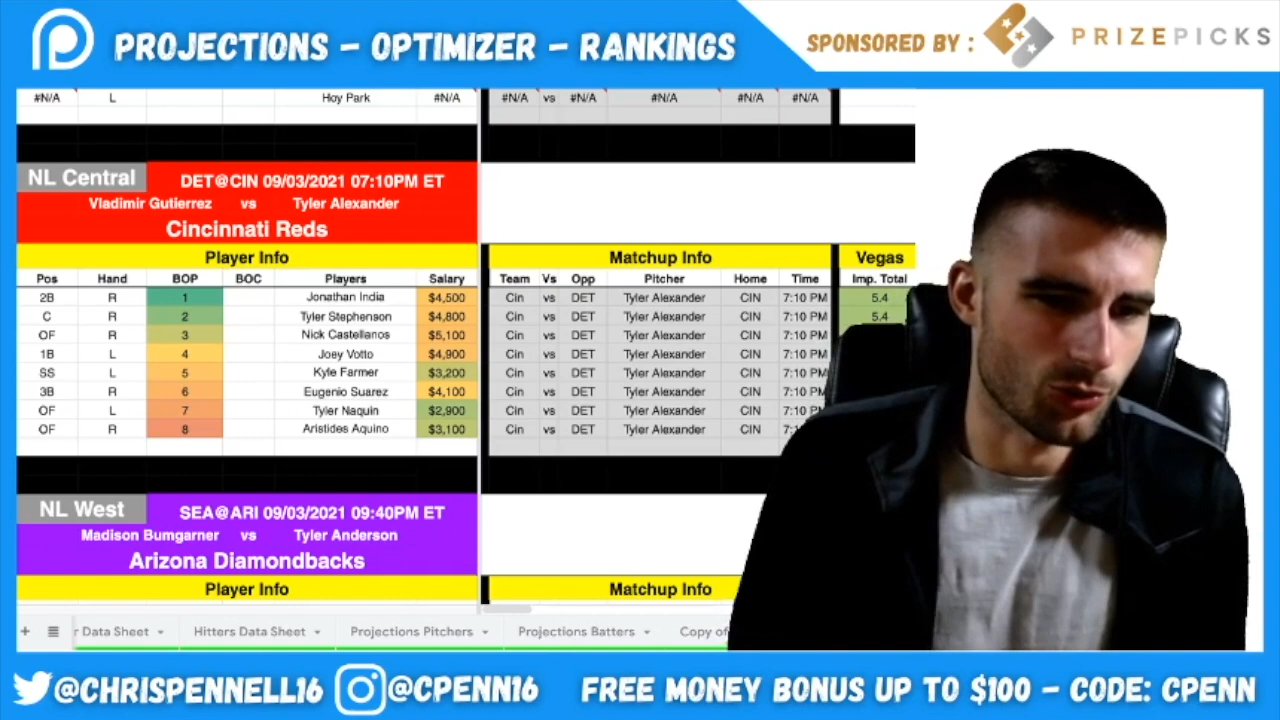 PROJECTIONS - OPTIMIZER - RANKINGS
SPONSORED BY : PRIZEPICKS
#N/A L Hoy Park #N/A #N/A vs #N/A #N/A #N/A #N/A
NL Central DET@CIN 09/03/2021 07:10PM ET
Vladimir Gutierrez vs Tyler Alexander
Cincinnati Reds
Player Info Matchup Info Vegas
Pos Hand BOP BOC Players Salary Team Vs Opp Pitcher Home Time Imp. Total
2B R 1 Jonathan India $4,500 Cin vs DET Tyler Alexander CIN 7:10 PM 5.4
C R 2 Tyler Stephenson $4,800 Cin vs DET Tyler Alexander CIN 7:10 PM 5.4
OF R 3 Nick Castellanos $5,100 Cin vs DET Tyler Alexander CIN 7:10 PM
1B L 4 Joey Votto $4,900 Cin vs DET Tyler Alexander CIN 7:10 PM
SS L 5 Kyle Farmer $3,200 Cin vs DET Tyler Alexander CIN 7:10 PM
3B R 6 Eugenio Suarez $4,100 Cin vs DET Tyler Alexander CIN 7:10 PM
OF L 7 Tyler Naquin $2,900 Cin vs DET Tyler Alexander CIN 7:10 P
OF R 8 Aristides Aquino $3,100 Cin vs DET Tyler Alexander CIN
NL West SEA@ARI 09/03/2021 09:40PM ET
Madison Bumgarner vs Tyler Anderson
Arizona Diamondbacks
Player Info Matchup Info
+ r Data Sheet Hitters Data Sheet Projections Pitchers Projections Batters Copy of
@CHRISPENNELL16 @CPENN16 FREE MONEY BONUS UP TO $100 - CODE: CPENN